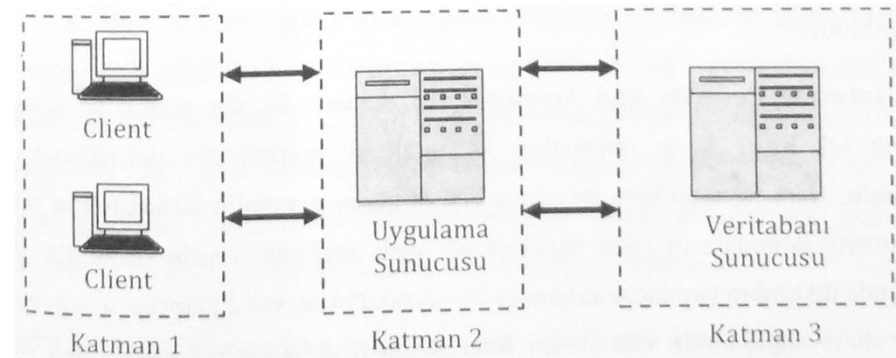 Client
Client
Uygulama
Sunucusu
Veritabanı
Sunucusu
Katman 1
Katman 2
Katman 3